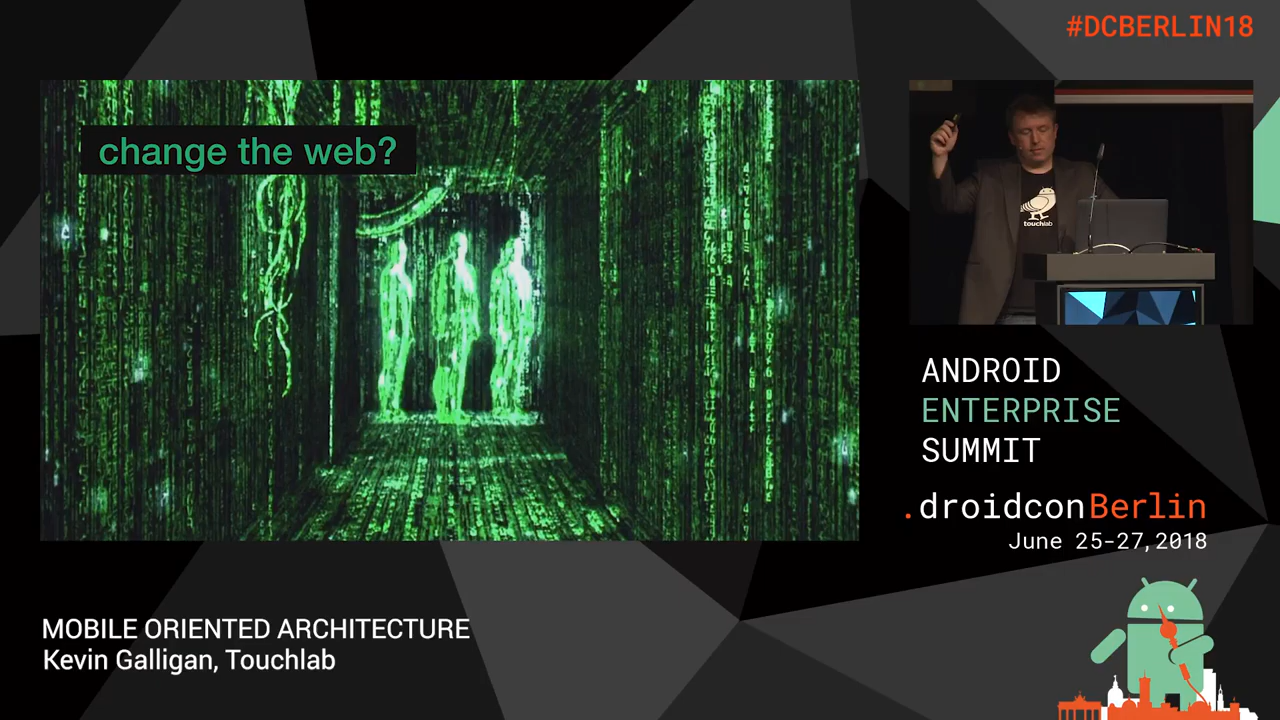 #DCBERLIN18
change the web?
touchlab
ANDROID
ENTERPRISE
SUMMIT
.droidconBerlin
June 25-27, 2018
MOBILE ORIENTED ARCHITECTURE
Kevin Galligan, Touchlab